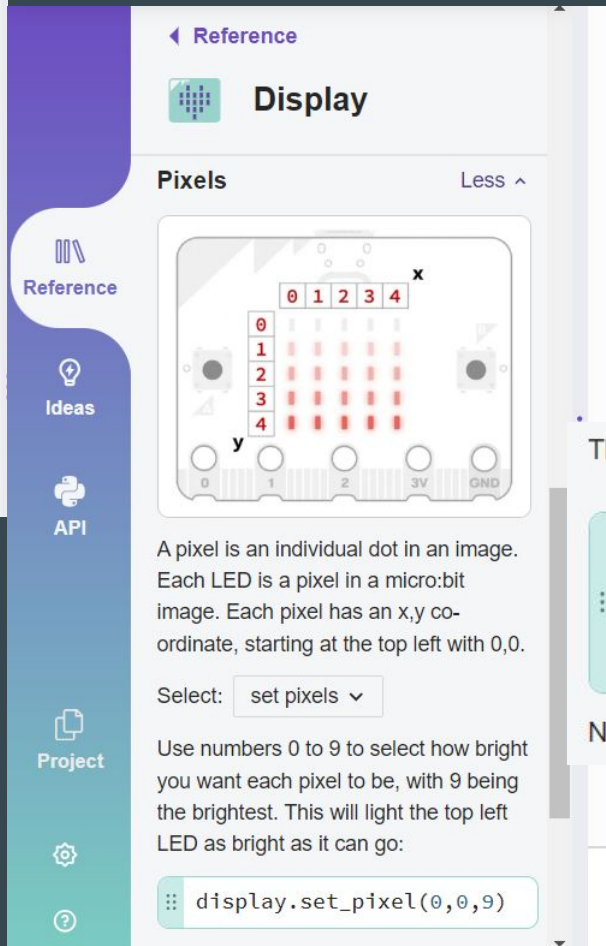 Reference
Display
Pixels
Less
x
0 1 2 3 4
0
1
2
3
4
y
0 1 2 3V GND
A pixel is an individual dot in an image.
Each LED is a pixel in a micro:bit
image. Each pixel has an x,y co-
ordinate, starting at the top left with 0,0.
Select: set pixels
Use numbers 0 to 9 to select how bright
you want each pixel to be, with 9 being
the brightest. This will light the top left
LED as bright as it can go:
display.set_pixel(0,0,9)
Reference
Ideas
API
Project
?